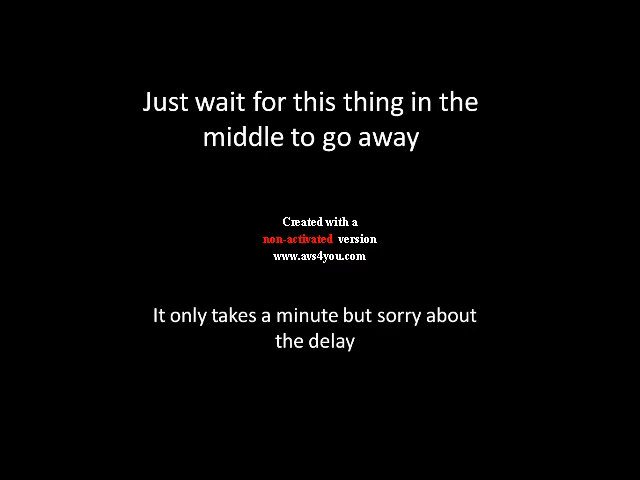 Just wait for this thing in the
middle to go away
Created with a
non-activated version
www.avs4you.com
It only takes a minute but sorry about
the delay